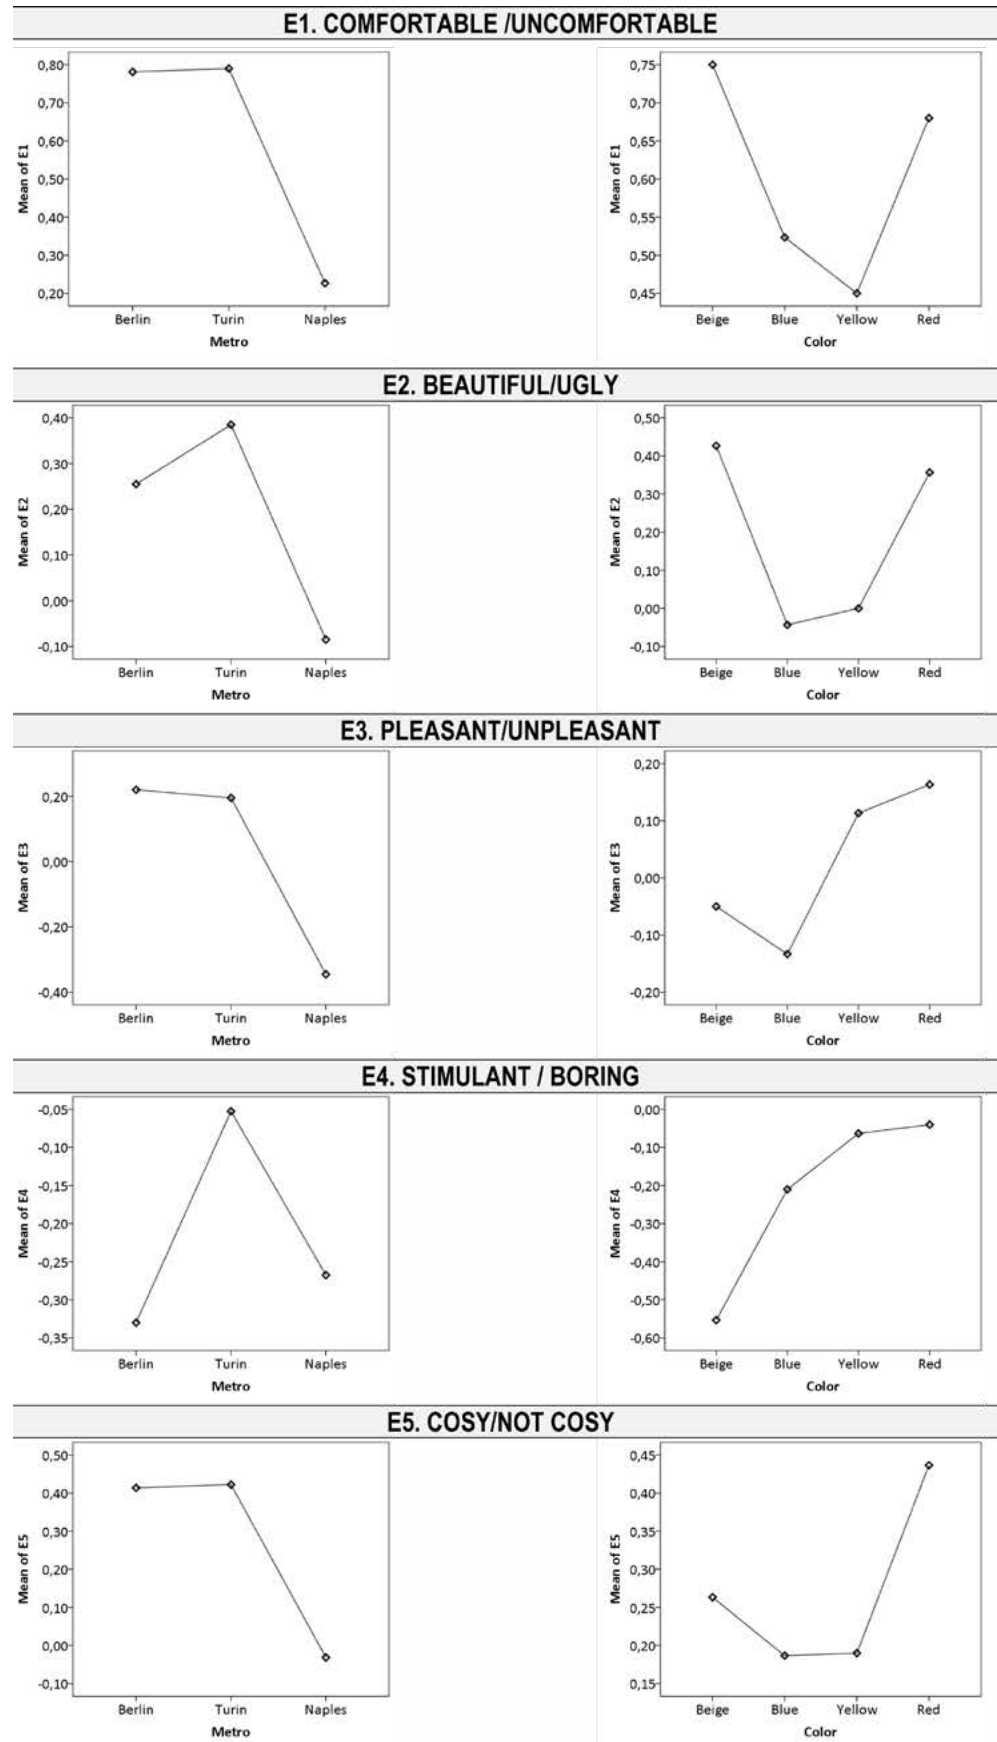 E1. COMFORTABLE /UNCOMFORTABLE
Mean of E1
0,80
0,70
0,60
0,50
0,40
0,30
0,20
Berlin Turin Naples
Metro
Mean of E1
0,75
0,70
0,65
0,60
0,55
0,50
0,45
Beige Blue Yellow Red
Color
E2. BEAUTIFUL/UGLY
Mean of E2
0,40
0,30
0,20
0,10
0,00
-0,10
Berlin Turin Naples
Metro
Mean of E2
0,50
0,40
0,30
0,20
0,10
0,00
-0,10
Beige Blue Yellow Red
Color
E3. PLEASANT/UNPLEASANT
Mean of E3
0,20
0,00
-0,20
-0,40
Berlin Turin Naples
Metro
Mean of E3
0,20
0,10
0,00
-0,10
-0,20
Beige Blue Yellow Red
Color
E4. STIMULANT / BORING
Mean of E4
-0,05
-0,10
-0,15
-0,20
-0,25
-0,30
-0,35
Berlin Turin Naples
Metro
Mean of E4
0,00
-0,10
-0,20
-0,30
-0,40
-0,50
-0,60
Beige Blue Yellow Red
Color
E5. COSY/NOT COSY
Mean of E5
0,50
0,40
0,30
0,20
0,10
0,00
-0,10
Berlin Turin Naples
Metro
Mean of E5
0,45
0,40
0,35
0,30
0,25
0,20
0,15
Beige Blue Yellow Red
Color